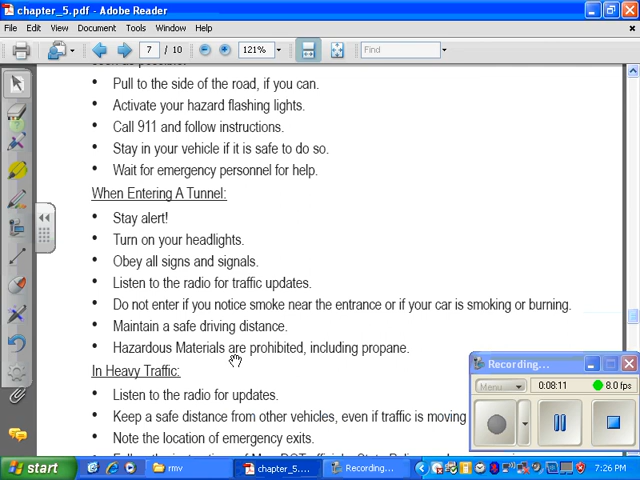 chapter_5.pdf - Adobe Reader
File Edit View Document Tools Window Help
7 / 10 121% Find
• Pull to the side of the road, if you can.
• Activate your hazard flashing lights.
• Call 911 and follow instructions.
• Stay in your vehicle if it is safe to do so.
• Wait for emergency personnel for help.
When Entering A Tunnel:
• Stay alert!
• Turn on your headlights.
• Obey all signs and signals.
• Listen to the radio for traffic updates.
• Do not enter if you notice smoke near the entrance or if your car is smoking or burning.
• Maintain a safe driving distance.
• Hazardous Materials are prohibited, including propane.
In Heavy Traffic:
• Listen to the radio for updates.
• Keep a safe distance from other vehicles, even if traffic is moving
• Note the location of emergency exits.
Recording...
Menu 0:08:11 8.0 fps
start rmv chapter_5.... Recording... 7:26 PM